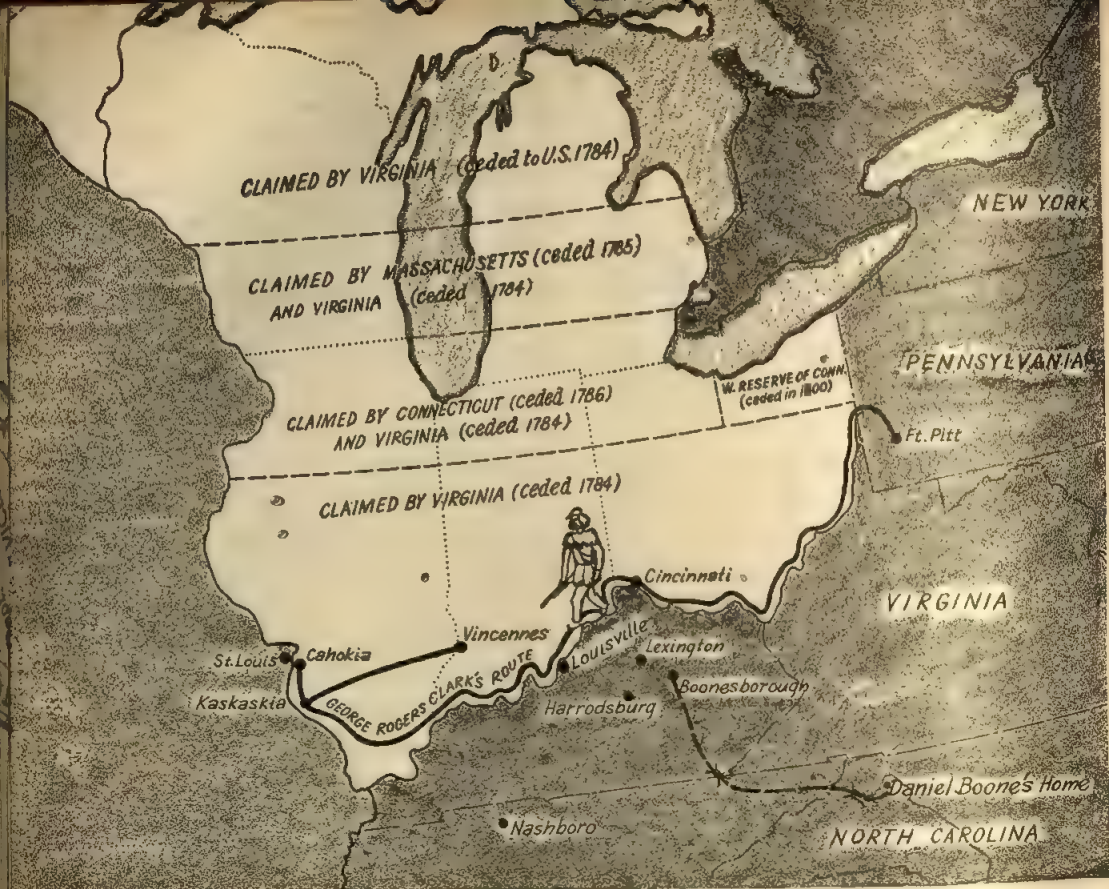 CLAIMED BY VIRGINIA (ceded to U.S. 1784)
NEW YORK
CLAIMED BY MASSACHUSETTS (ceded 1785)
AND VIRGINIA (ceded 1784)
PENNSYLVANIA
W. RESERVE OF CONN.
(ceded in 1800)
CLAIMED BY CONNECTICUT (ceded 1786)
AND VIRGINIA (ceded 1784)
Ft. Pitt
CLAIMED BY VIRGINIA (ceded 1784)
Cincinnati
VIRGINIA
Vincennes
St. Louis
Cahokia
LOUISVILLE
Lexington
Kaskaskia
GEORGE ROGERS CLARK'S ROUTE
Boonesborough
Harrodsburg
Daniel Boone's Home
Nashboro
NORTH CAROLINA